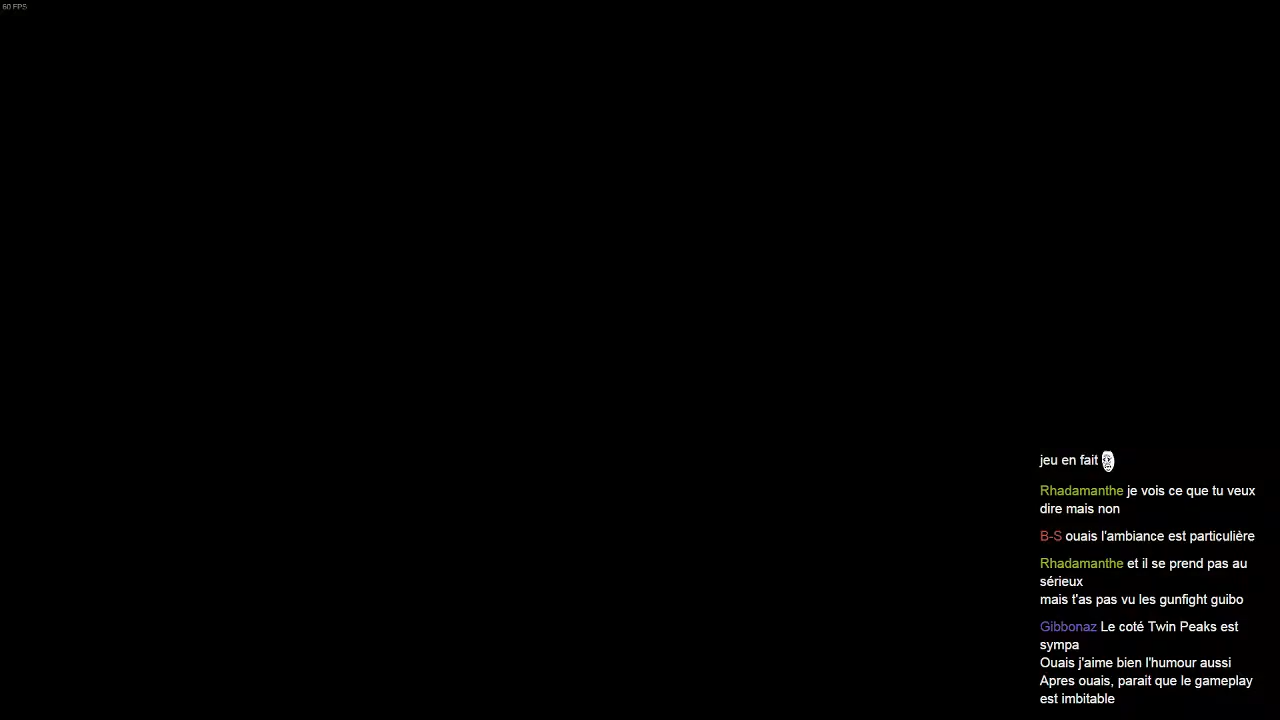 60 FPS
jeu en fait
Rhadamanthe je vois ce que tu veux
dire mais non
B-S ouais l'ambiance est particulière
Rhadamanthe et il se prend pas au
sérieux
mais t'as pas vu les gunfight guibo
Gibbonaz Le coté Twin Peaks est
sympa
Ouais j'aime bien l'humour aussi
Apres ouais, parait que le gameplay
est imbitable